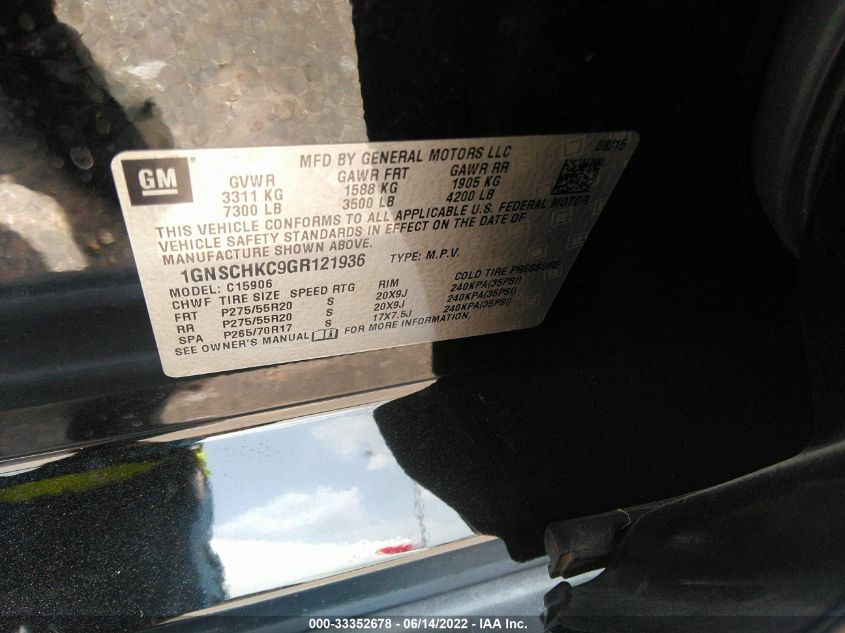 GM
MFD BY GENERAL MOTORS LLC
08/15
GVWR GAWR FRT GAWR RR
3311 KG 1588 KG 1905 KG
7300 LB 3500 LB 4200 LB
THIS VEHICLE CONFORMS TO ALL APPLICABLE U.S. FEDERAL MOTOR
VEHICLE SAFETY STANDARDS IN EFFECT ON THE DATE OF
MANUFACTURE SHOWN ABOVE.
1GNSCHKC9GR121936 TYPE: M.P.V.
MODEL: C15906
CHWF TIRE SIZE SPEED RTG RIM COLD TIRE PRESSURE
FRT P275/55R20 S 20X9J 240KPA(35PSI)
RR P275/55R20 S 20X9J 240KPA(35PSI)
SPA P265/70R17 S 17X7.5J 240KPA(35PSI)
SEE OWNER'S MANUAL FOR MORE INFORMATION.
000-33352678 - 06/14/2022 - IAA Inc.